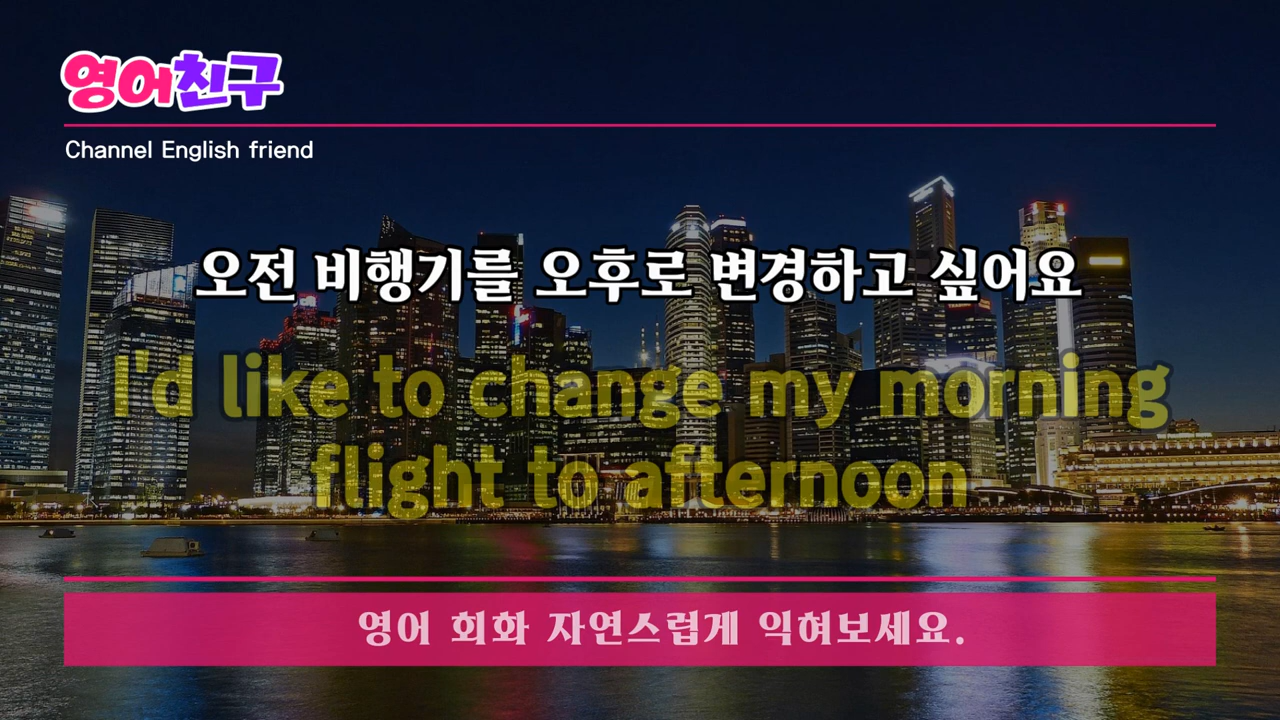 영어친구
Channel English friend
오전 비행기를 오후로 변경하고 싶어요
I'd like to change my morning
flight to afternoon
영어 회화 자연스럽게 익혀보세요.